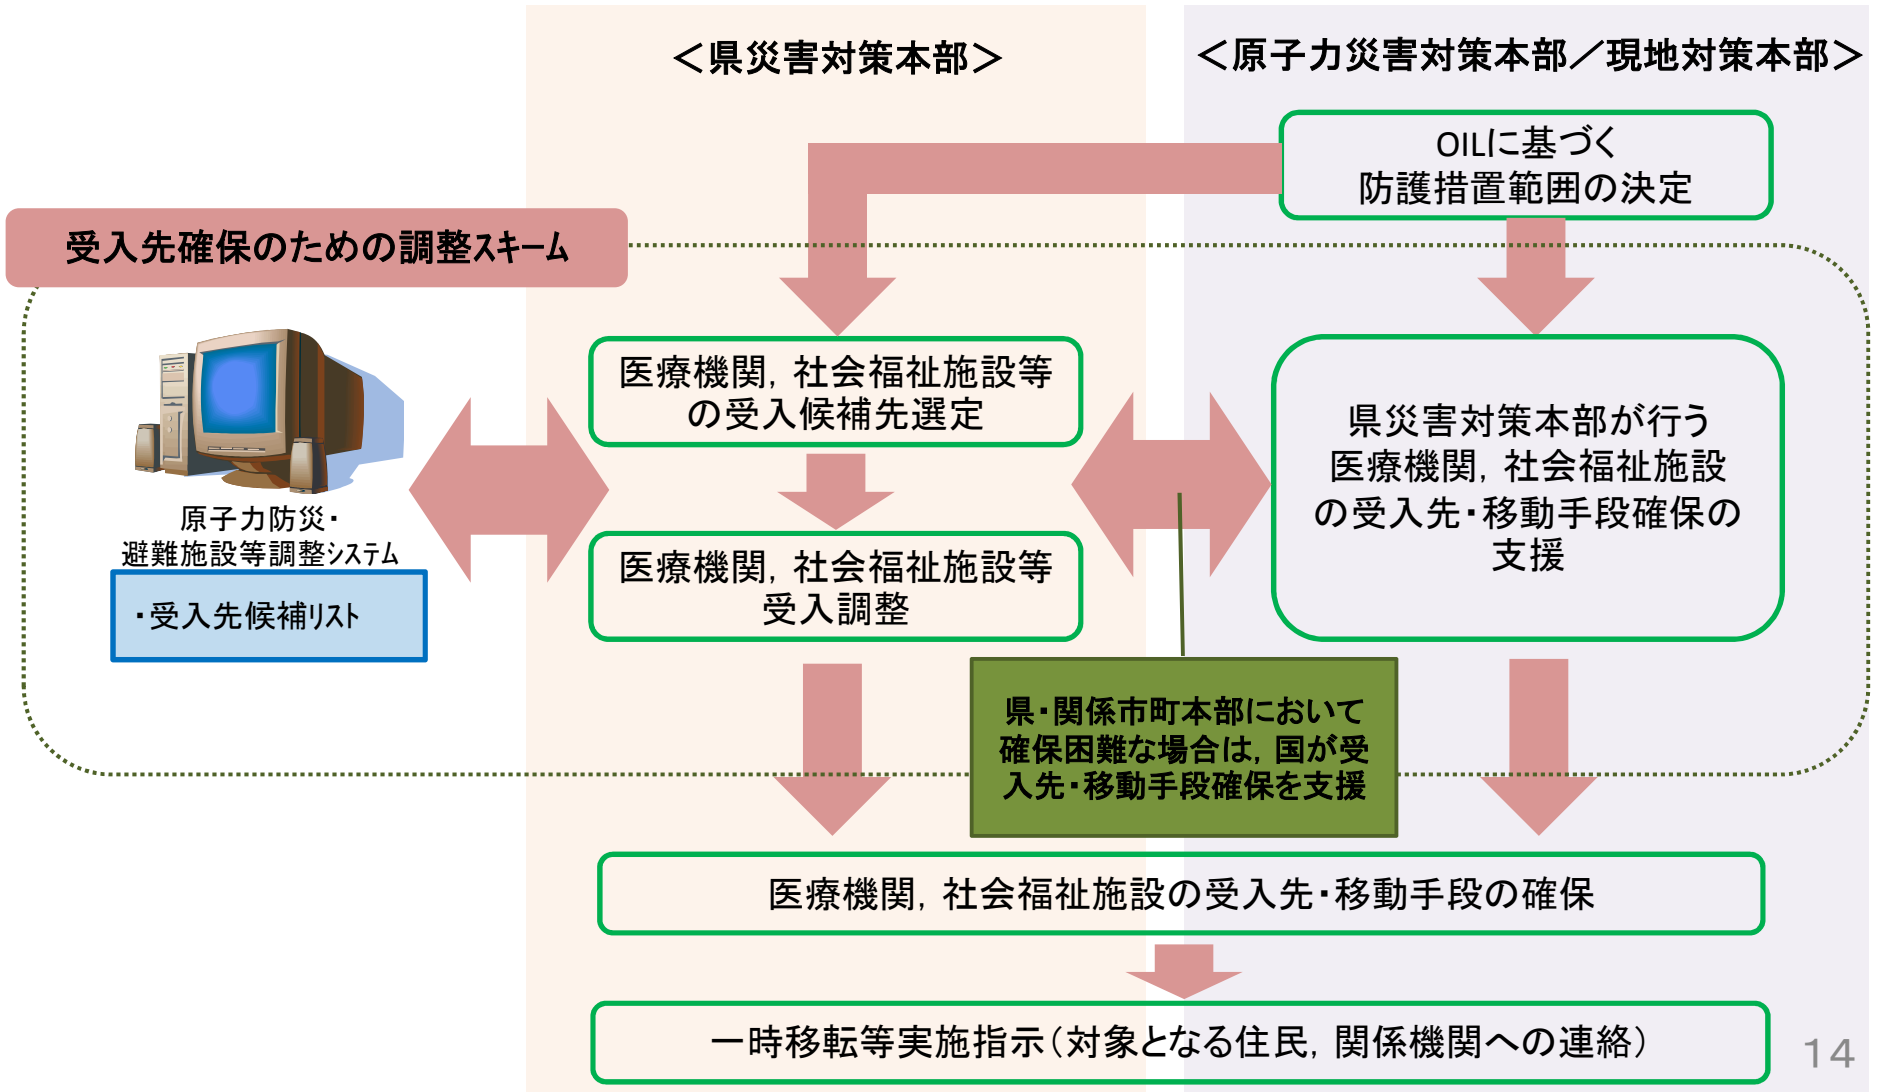 ＜県災害対策本部＞
＜原子力災害対策本部／現地対策本部＞
OILに基づく
防護措置範囲の決定
受入先確保のための調整スキーム
医療機関，社会福祉施設等
の受入候補先選定
県災害対策本部が行う
医療機関，社会福祉施設
の受入先・移動手段確保の
支援
原子力防災・
避難施設等調整システム
・受入先候補リスト
医療機関，社会福祉施設等
受入調整
県・関係市町本部において
確保困難な場合は，国が受
入先・移動手段確保を支援
医療機関，社会福祉施設の受入先・移動手段の確保
一時移転等実施指示（対象となる住民，関係機関への連絡）
14